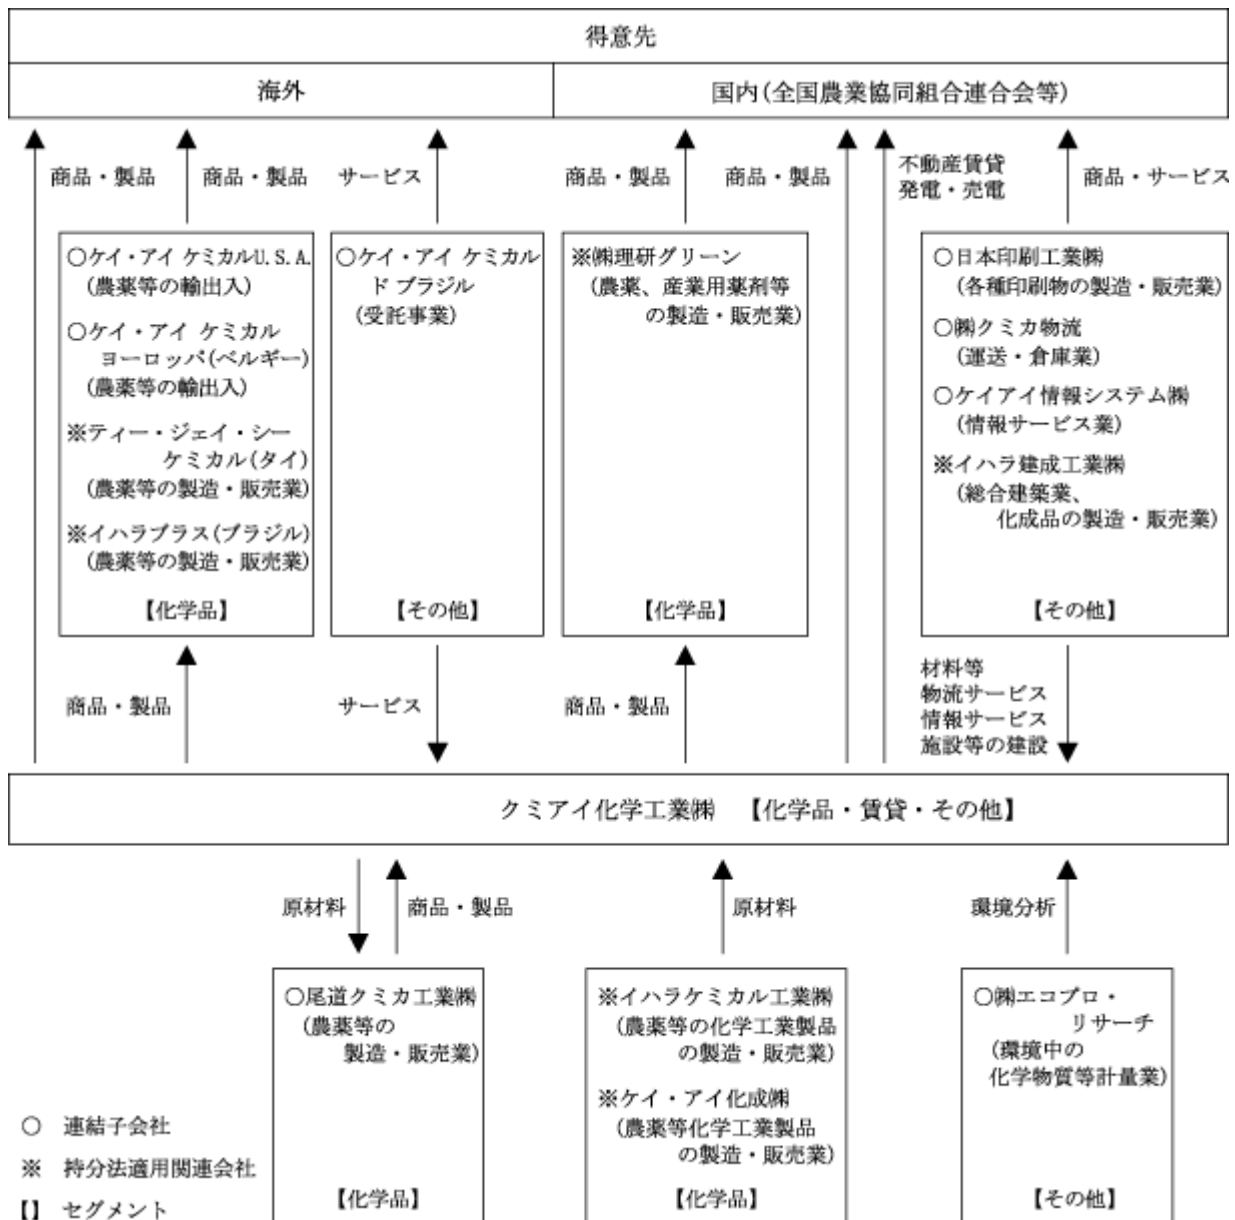 得意先
海外
国内(全国農業協同組合連合会等)
商品・製品
商品・製品
サービス
商品・製品
商品・製品
不動産賃貸
発電・売電
商品・サービス
○ケイ・アイ ケミカルU.S.A.
(農薬等の輸出入)
○ケイ・アイ ケミカル
ヨーロッパ(ベルギー)
(農薬等の輸出入)
※ティー・ジェイ・シー
ケミカル(タイ)
(農薬等の製造・販売業)
※イハラブラス(ブラジル)
(農薬等の製造・販売業)
【化学品】
○ケイ・アイ ケミカル
ド ブラジル
(受託事業)
【その他】
※㈱理研グリーン
(農薬、産業用薬剤等
の製造・販売業)
【化学品】
○日本印刷工業㈱
(各種印刷物の製造・販売業)
○㈱クミカ物流
(運送・倉庫業)
○ケイアイ情報システム㈱
(情報サービス業)
※イハラ建成工業㈱
(総合建築業、
化成品の製造・販売業)
【その他】
商品・製品
サービス
商品・製品
材料等
物流サービス
情報サービス
施設等の建設
クミアイ化学工業㈱ 【化学品・賃貸・その他】
原材料
商品・製品
原材料
環境分析
○尾道クミカ工業㈱
(農薬等の
製造・販売業)
【化学品】
※イハラケミカル工業㈱
(農薬等の化学工業製品
の製造・販売業)
※ケイ・アイ化成㈱
(農薬等化学工業製品
の製造・販売業)
【化学品】
○㈱エコプロ・
リサーチ
(環境中の
化学物質等計量業)
【その他】
○ 連結子会社
※ 持分法適用関連会社
【】 セグメント